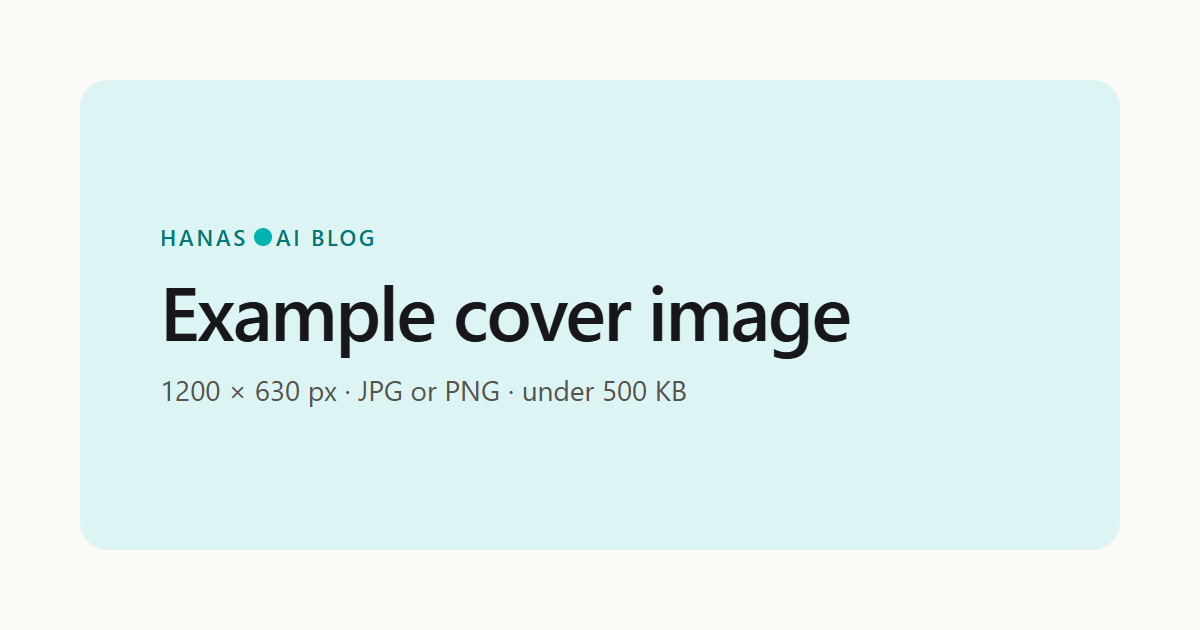 HANAS AI BLOG
Example cover image
1200 × 630 px · JPG or PNG · under 500 KB